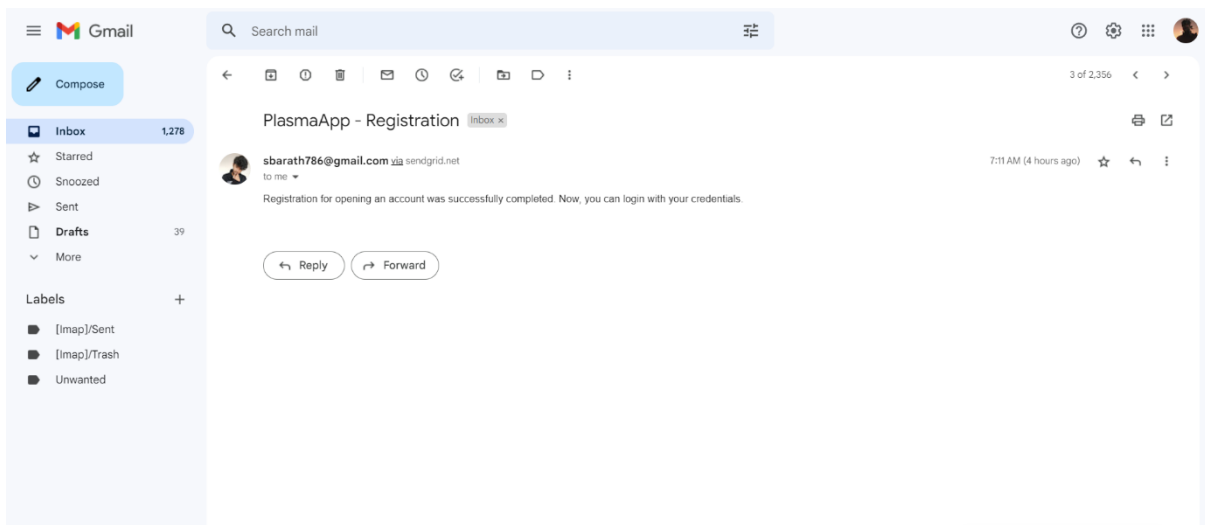 Gmail
Search mail
Compose
3 of 2,356
PlasmaApp - Registration Inbox ×
Inbox 1,278
Starred
Snoozed
Sent
Drafts 39
More
Labels
[Imap]/Sent
[Imap]/Trash
Unwanted
sbarath786@gmail.com via sendgrid.net
7:11 AM (4 hours ago)
to me
Registration for opening an account was successfully completed. Now, you can login with your credentials.
Reply
Forward